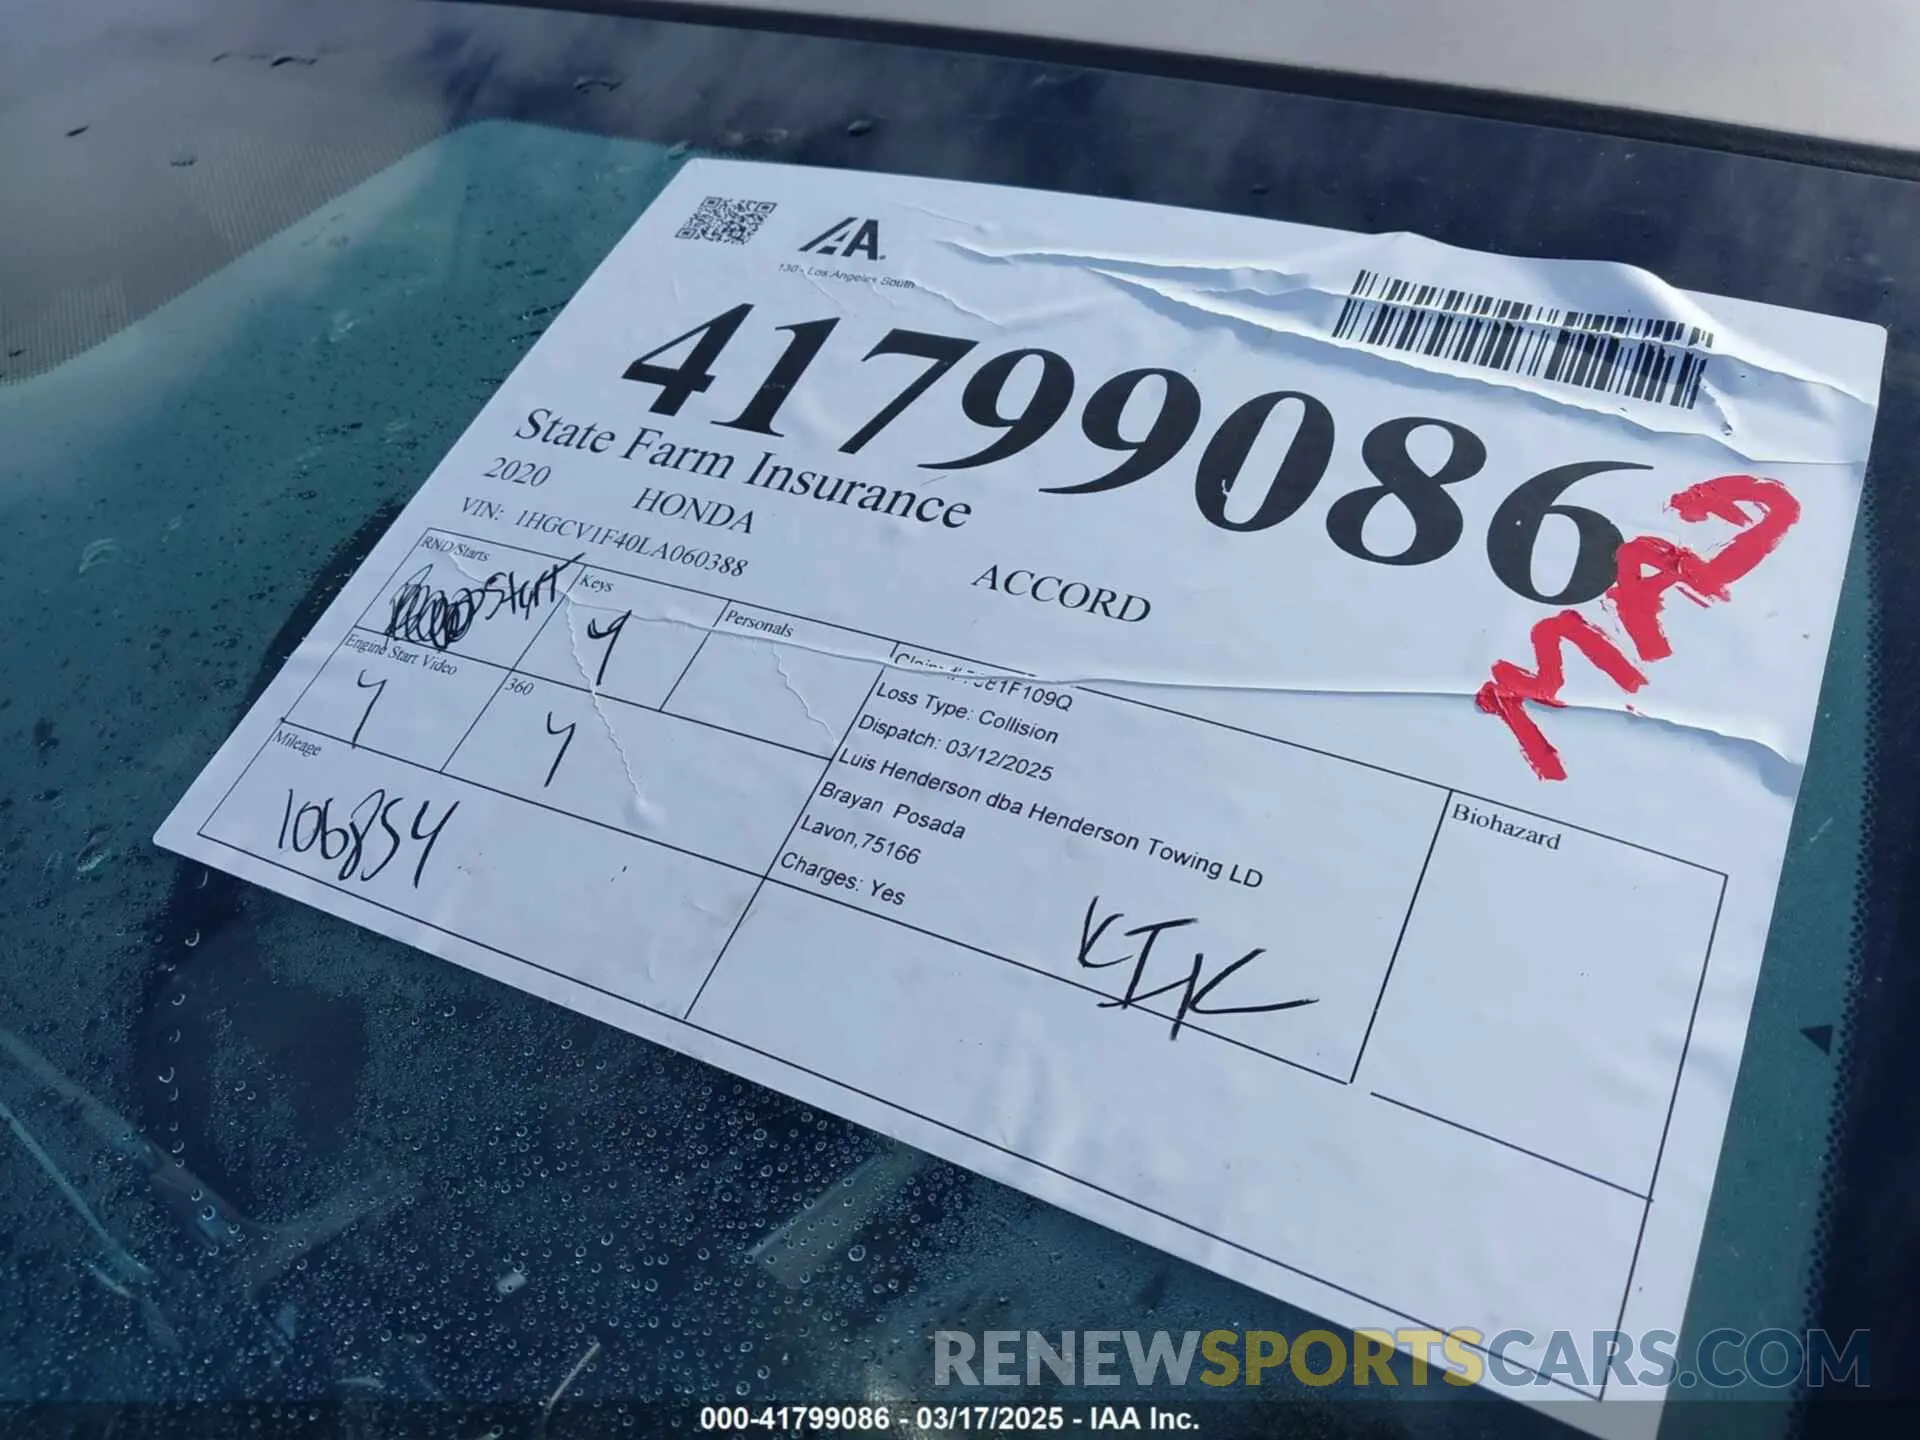 IAA.
130 - Los Angeles South
41799086
State Farm Insurance
2020 HONDA ACCORD
VIN: 1HGCV1F40LA060388
MAD
RND/Starts
Start
Keys
Y
Personals
Engine Start Video
Y
360
Y
Mileage
106854
Loss Type: Collision
Dispatch: 03/12/2025
Luis Henderson dba Henderson Towing LD
Brayan Posada
Lavon,75166
Charges: Yes
Biohazard
RENEWSPORTSCARS.COM
000-41799086 - 03/17/2025 - IAA Inc.